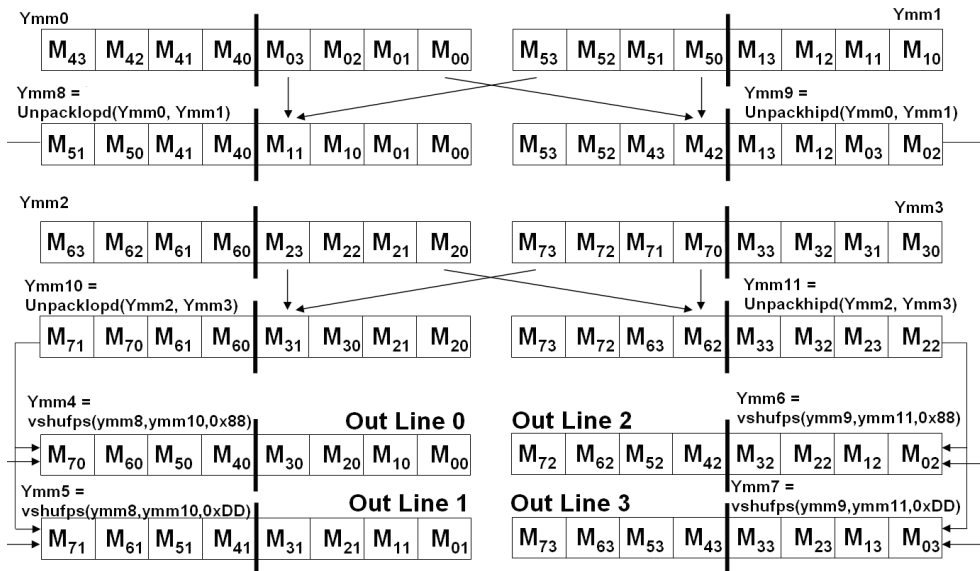 Ymm0 Ymm1
M43 M42 M41 M40 M03 M02 M01 M00 M53 M52 M51 M50 M13 M12 M11 M10
Ymm8 = Ymm9 =
Unpacklopd(Ymm0, Ymm1) Unpackhipd(Ymm0, Ymm1)
M51 M50 M41 M40 M11 M10 M01 M00 M53 M52 M43 M42 M13 M12 M03 M02
Ymm2 Ymm3
M63 M62 M61 M60 M23 M22 M21 M20 M73 M72 M71 M70 M33 M32 M31 M30
Ymm10 = Ymm11 =
Unpacklopd(Ymm2, Ymm3) Unpackhipd(Ymm2, Ymm3)
M71 M70 M61 M60 M31 M30 M21 M20 M73 M72 M63 M62 M33 M32 M23 M22
Ymm4 = Ymm6 =
vshufps(ymm8,ymm10,0x88) Out Line 0 Out Line 2 vshufps(ymm9,ymm11,0x88)
M70 M60 M50 M40 M30 M20 M10 M00 M72 M62 M52 M42 M32 M22 M12 M02
Ymm5 = Ymm7 =
vshufps(ymm8,ymm10,0xDD) Out Line 1 Out Line 3 vshufps(ymm9,ymm11,0xDD)
M71 M61 M51 M41 M31 M21 M11 M01 M73 M63 M53 M43 M33 M23 M13 M03